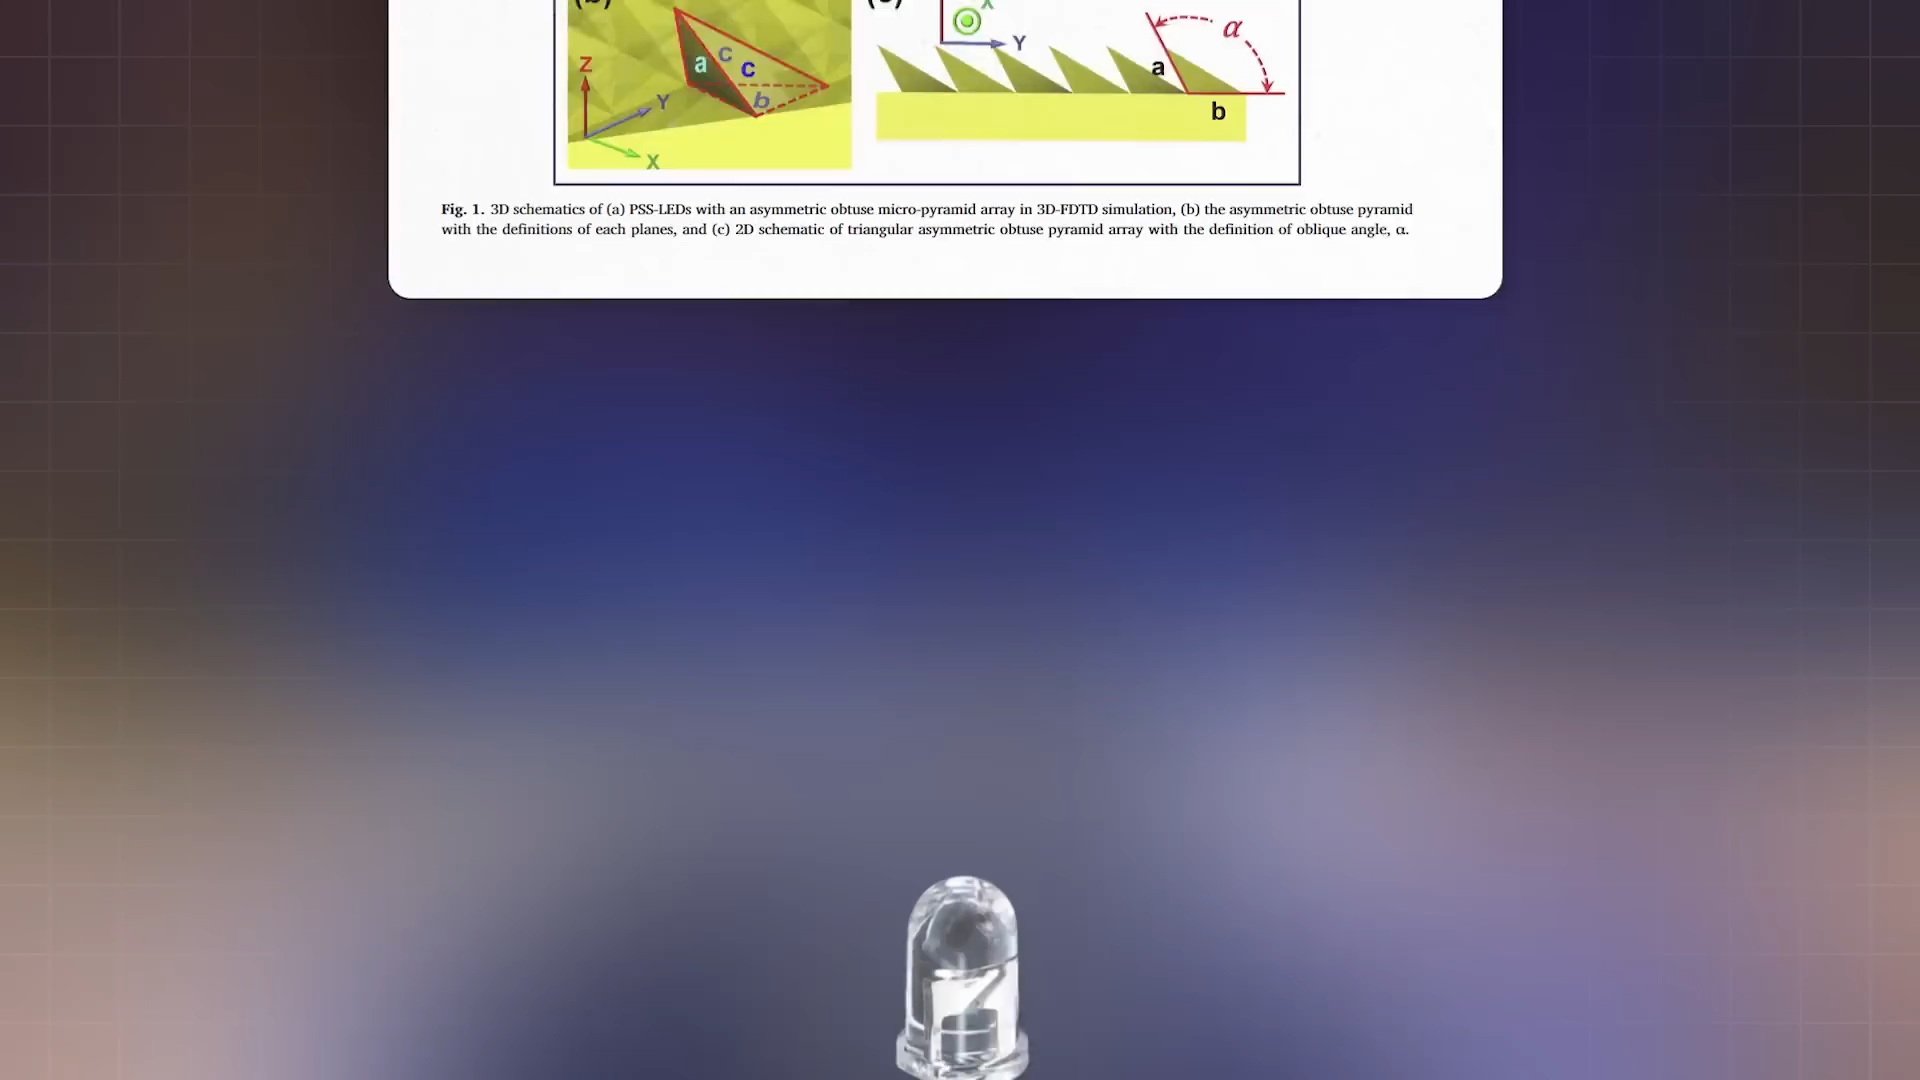 (b)
(c)
X
Y
Z
Y
X
a
c
c
b
a
b
α
Fig. 1. 3D schematics of (a) PSS-LEDs with an asymmetric obtuse micro-pyramid array in 3D-FDTD simulation, (b) the asymmetric obtuse pyramid
with the definitions of each planes, and (c) 2D schematic of triangular asymmetric obtuse pyramid array with the definition of oblique angle, α.